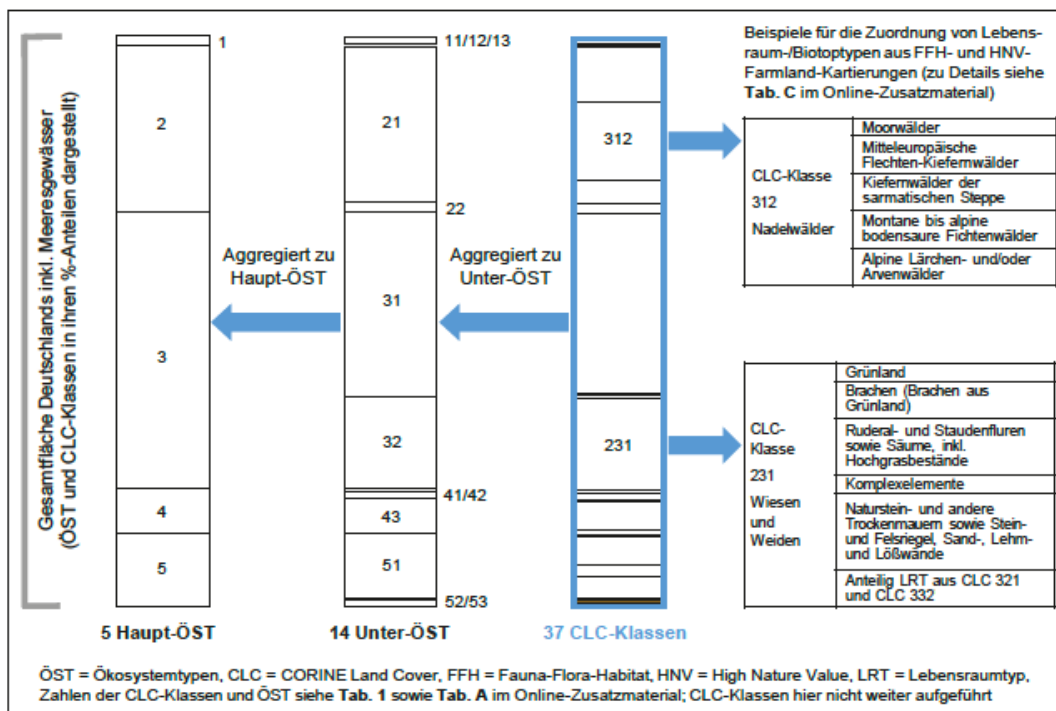 Gesamtfläche Deutschlands inkl. Meeresgewässer
(ÖST und CLC-Klassen in ihren %-Anteilen dargestellt)
1
2
3
4
5
5 Haupt-ÖST
Aggregiert zu
Haupt-ÖST
11/12/13
21
22
31
32
41/42
43
51
52/53
14 Unter-ÖST
Aggregiert zu
Unter-ÖST
312
231
37 CLC-Klassen
Beispiele für die Zuordnung von Lebens-
raum-/Biotoptypen aus FFH- und HNV-
Farmland-Kartierungen (zu Details siehe
Tab. C im Online-Zusatzmaterial)
CLC-Klasse
312
Nadelwälder
Moorwälder
Mitteleuropäische
Flechten-Kiefernwälder
Kiefernwälder der
sarmatischen Steppe
Montane bis alpine
bodensaure Fichtenwälder
Alpine Lärchen- und/oder
Arvenwälder
CLC-
Klasse
231
Wiesen
und
Weiden
Grünland
Brachen (Brachen aus
Grünland)
Ruderal- und Staudenfluren
sowie Säume, inkl.
Hochgrasbestände
Komplexelemente
Naturstein- und andere
Trockenmauern sowie Stein-
und Felsriegel, Sand-, Lehm-
und Lößwände
Anteilig LRT aus CLC 321
und CLC 332
ÖST = Ökosystemtypen, CLC = CORINE Land Cover, FFH = Fauna-Flora-Habitat, HNV = High Nature Value, LRT = Lebensraumtyp,
Zahlen der CLC-Klassen und ÖST siehe Tab. 1 sowie Tab. A im Online-Zusatzmaterial; CLC-Klassen hier nicht weiter aufgeführt